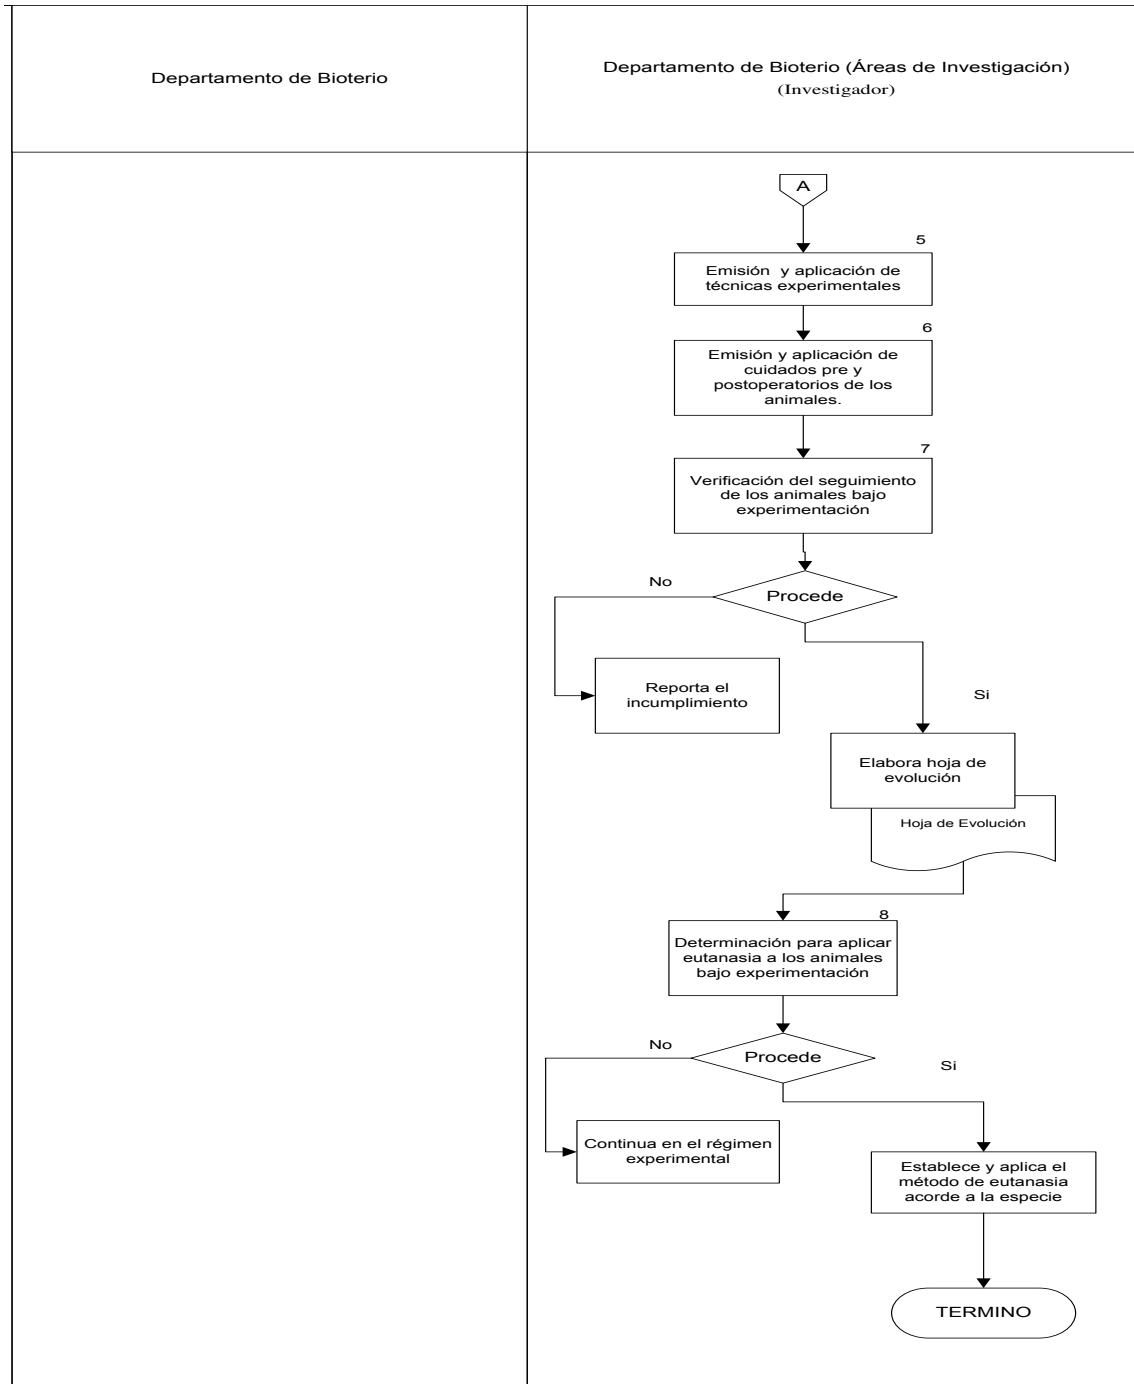 Departamento de Bioterio
Departamento de Bioterio (Áreas de Investigación)
(Investigador)
A
5
Emisión y aplicación de
técnicas experimentales
6
Emisión y aplicación de
cuidados pre y
postoperatorios de los
animales.
7
Verificación del seguimiento
de los animales bajo
experimentación
No
Procede
Reporta el
incumplimiento
Si
Elabora hoja de
evolución
Hoja de Evolución
8
Determinación para aplicar
eutanasia a los animales
bajo experimentación
No
Procede
Si
Continua en el régimen
experimental
Establece y aplica el
método de eutanasia
acorde a la especie
TERMINO